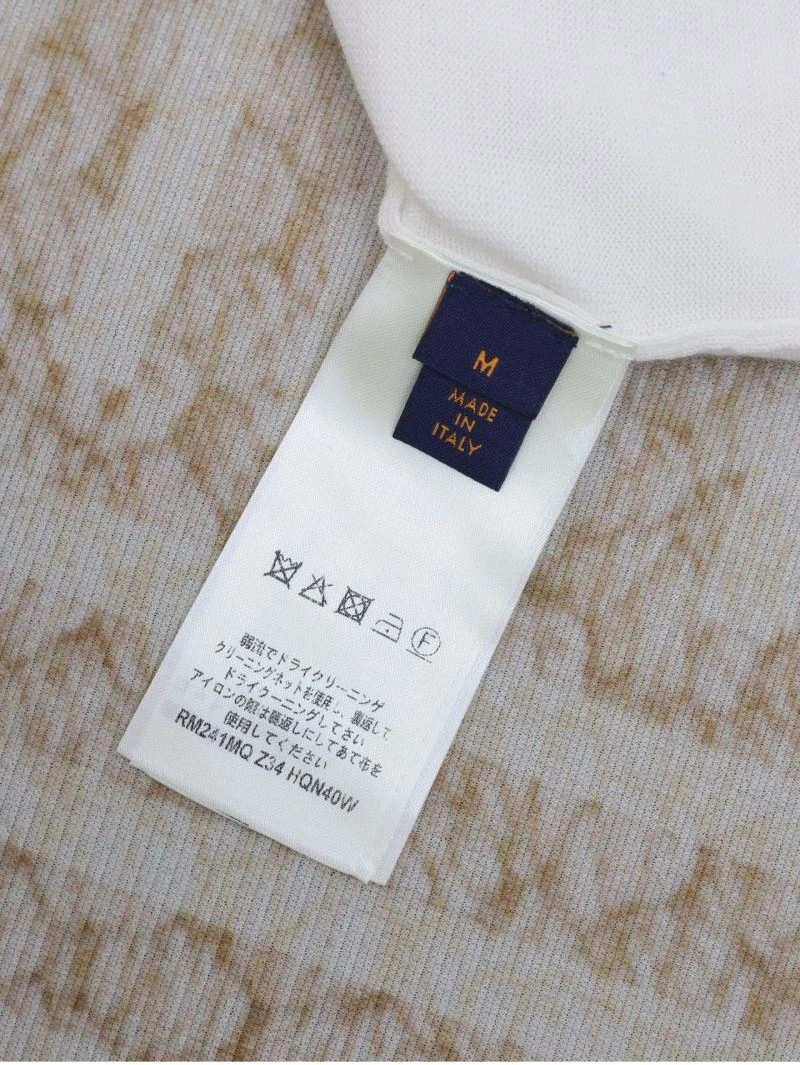 M
MADE
IN
ITALY
F
弱流でドライクリーニング
クリーニングネットを使用し、裏返して
ドライクーニングしてさい
アイロンの際は裏返しにしてあて布を
使用してください
RM241MQ Z34 HQN40W